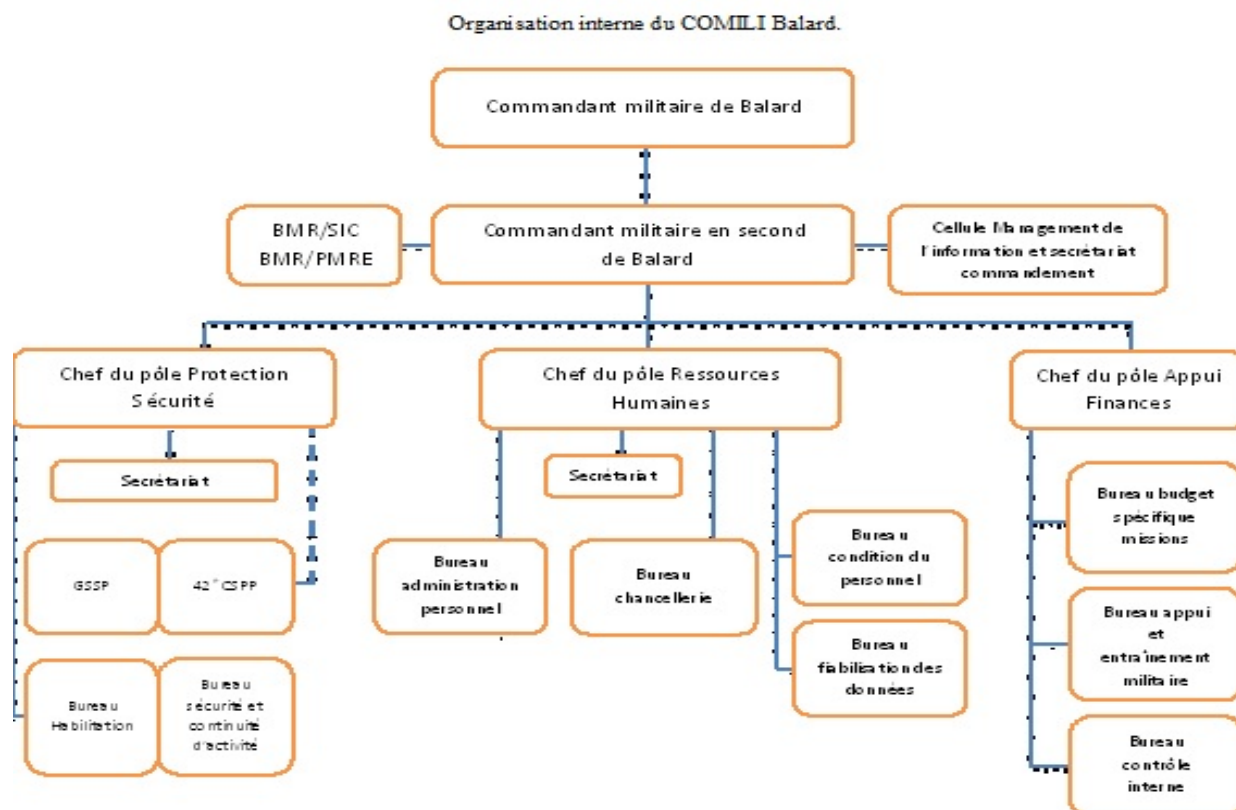 Organisation interne du COMILI Balard.
Commandant militaire de Balard
BMR/SIC
BMR/PMRE
Commandant militaire en second
de Balard
Cellule Management de
l'information et secrétariat
commandement
Chef du pôle Protection
Sécurité
Chef du pôle Ressources
Humaines
Chef du pôle Appui
Finances
Secrétariat
Secrétariat
GSSP
42°CSPP
Bureau
Habilitation
Bureau
sécurité et
continuité
d'activité
Bureau
administration
personnel
Bureau
chancellerie
Bureau
condition du
personnel
Bureau
fiabilisation des
données
Bureau budget
spécifique
missions
Bureau appui
et
entraînement
militaire
Bureau
contrôle
interne